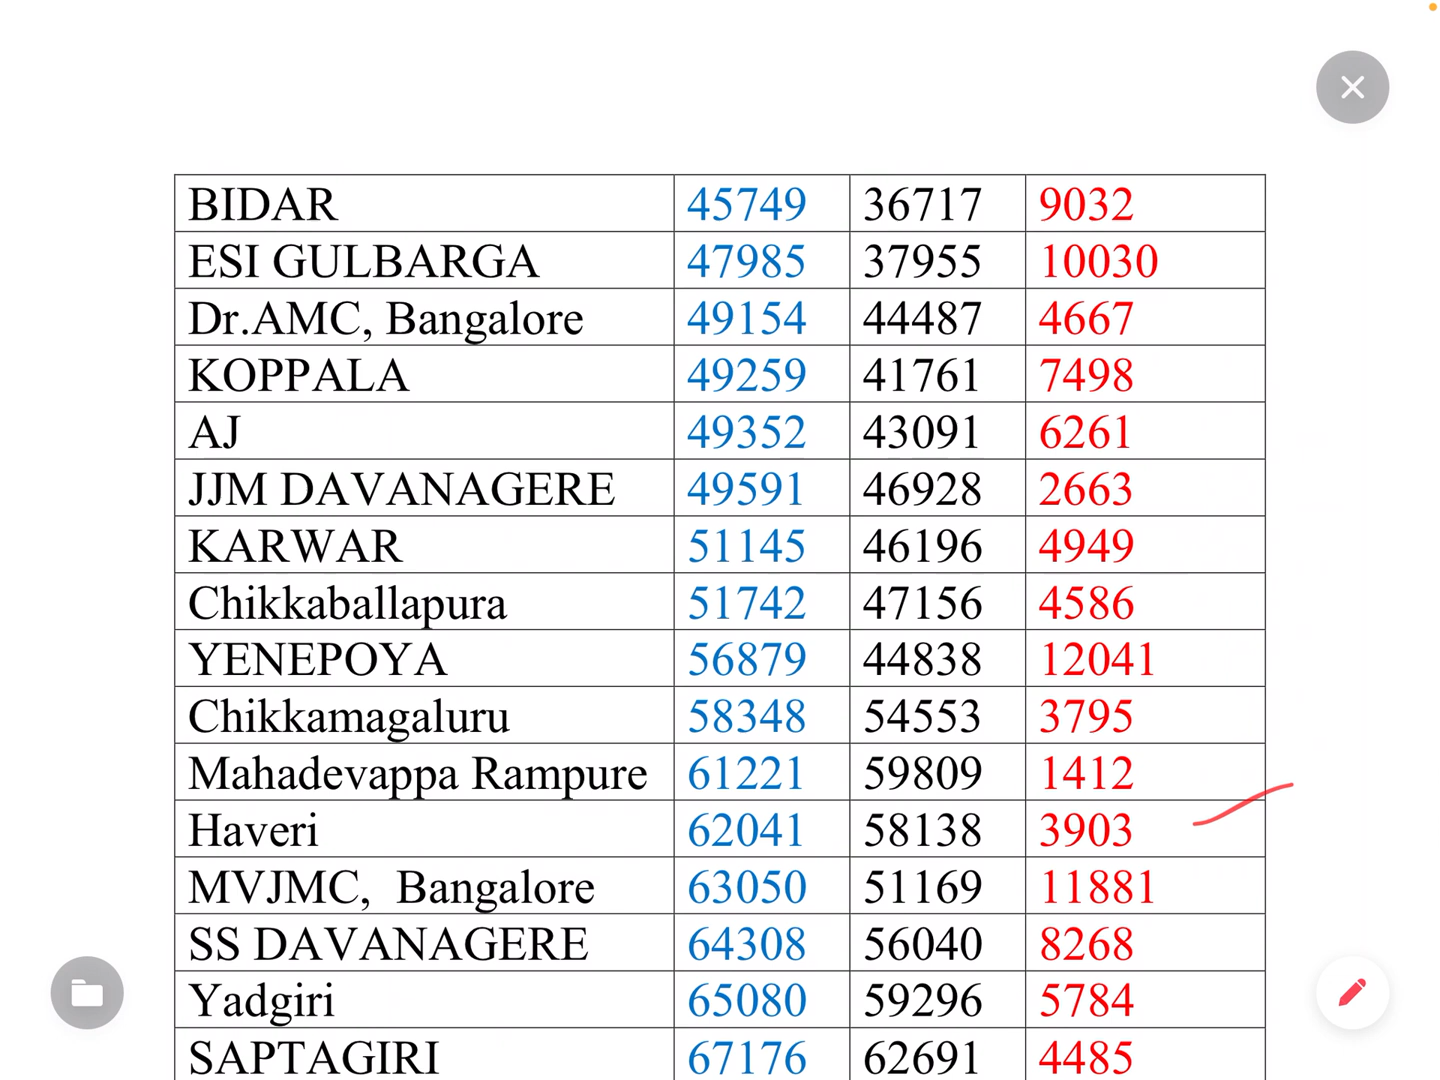 BIDAR 45749 36717 9032
ESI GULBARGA 47985 37955 10030
Dr.AMC, Bangalore 49154 44487 4667
KOPPALA 49259 41761 7498
AJ 49352 43091 6261
JJM DAVANAGERE 49591 46928 2663
KARWAR 51145 46196 4949
Chikkaballapura 51742 47156 4586
YENEPOYA 56879 44838 12041
Chikkamagaluru 58348 54553 3795
Mahadevappa Rampure 61221 59809 1412
Haveri 62041 58138 3903
MVJMC, Bangalore 63050 51169 11881
SS DAVANAGERE 64308 56040 8268
Yadgiri 65080 59296 5784
SAPTAGIRI 67176 62691 4485